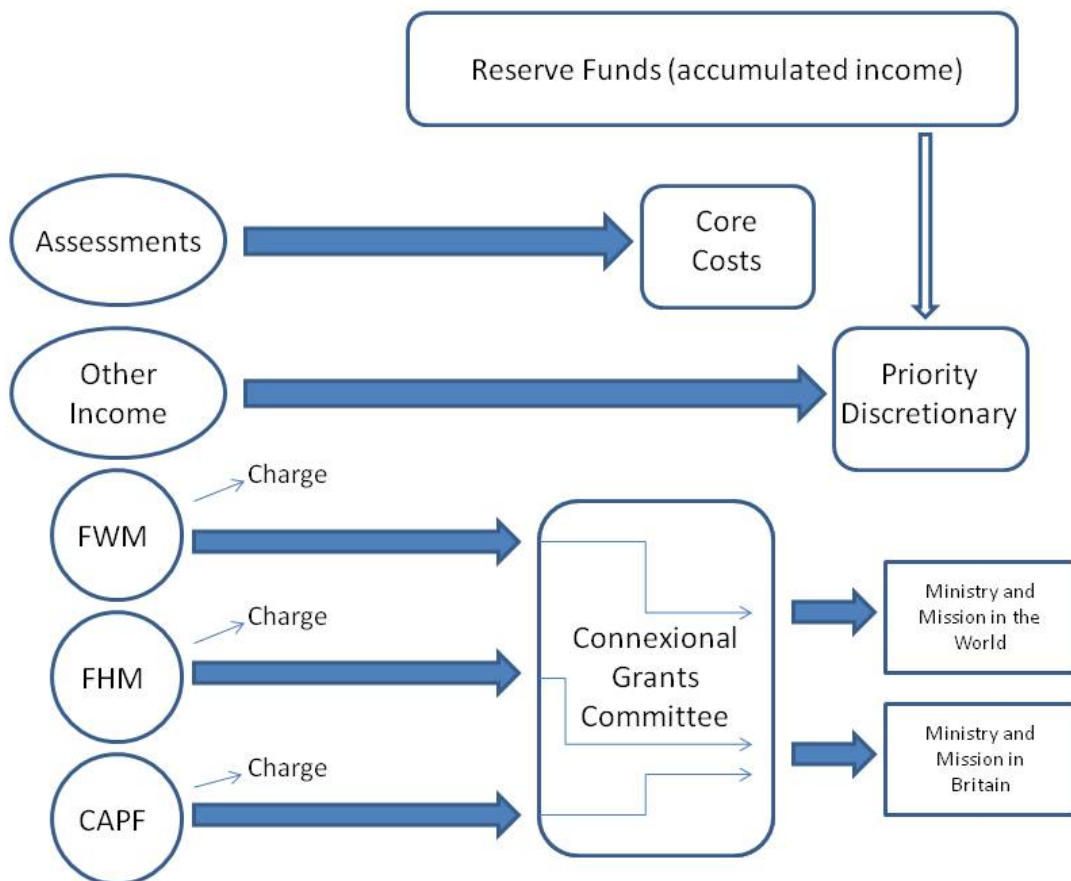 Reserve Funds (accumulated income)
Assessments
Core
Costs
Other
Income
Priority
Discretionary
Charge
FWM
Charge
FHM
Charge
CAPF
Connexional
Grants
Committee
Ministry and
Mission in the
World
Ministry and
Mission in
Britain